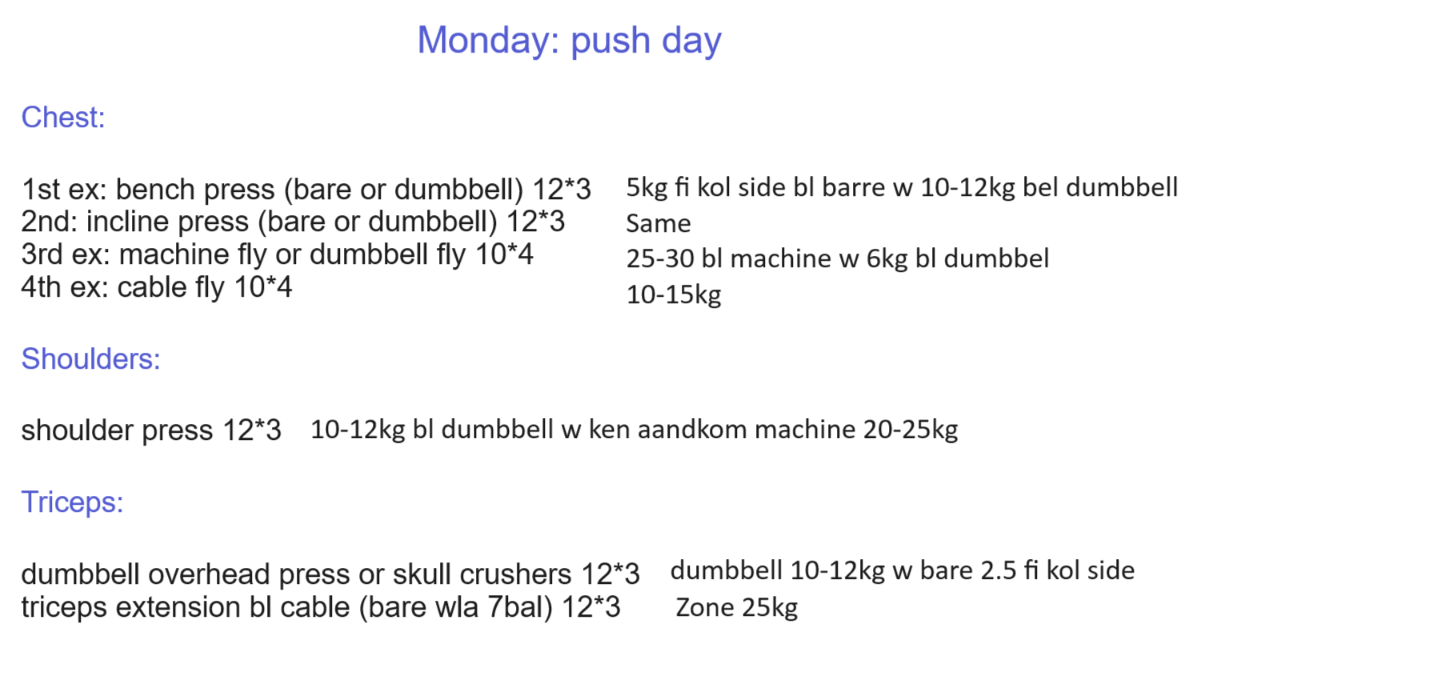 Monday: push day
Chest:
1st ex: bench press (bare or dumbbell) 12*3 5kg fi kol side bl barre w 10-12kg bel dumbbell
2nd: incline press (bare or dumbbell) 12*3 Same
3rd ex: machine fly or dumbbell fly 10*4 25-30 bl machine w 6kg bl dumbbel
4th ex: cable fly 10*4 10-15kg
Shoulders:
shoulder press 12*3 10-12kg bl dumbbell w ken aandkom machine 20-25kg
Triceps:
dumbbell overhead press or skull crushers 12*3 dumbbell 10-12kg w bare 2.5 fi kol side
triceps extension bl cable (bare wla 7bal) 12*3 Zone 25kg